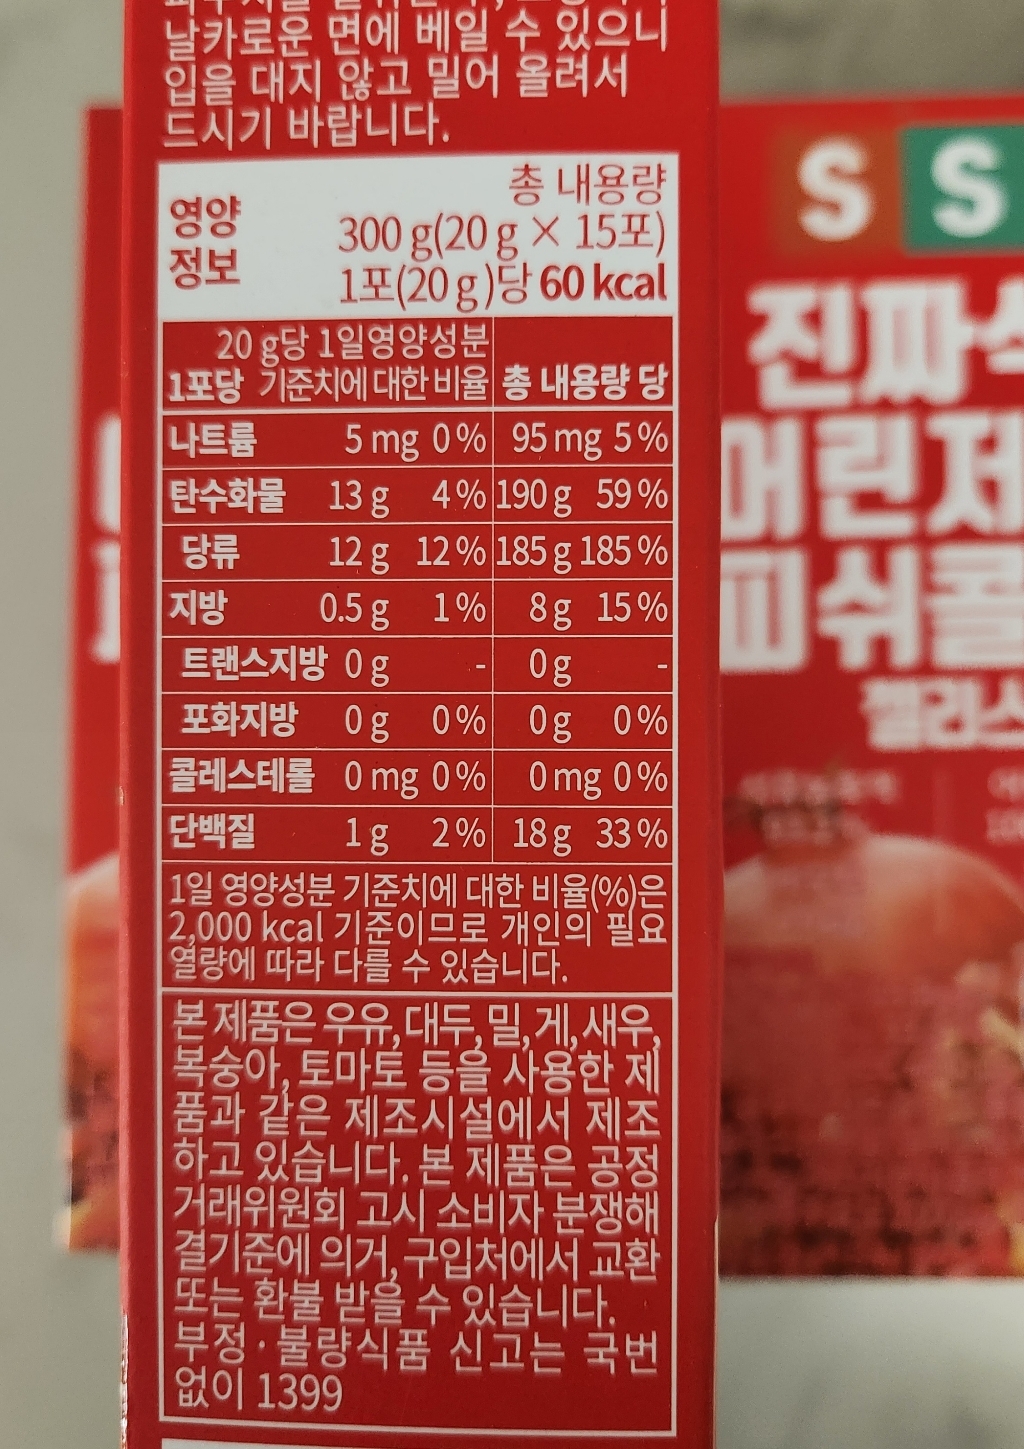 날카로운 면에 베일 수 있으니
입을 대지 않고 밀어 올려서
드시기 바랍니다.
영양
정보
총 내용량
300 g(20 g × 15포)
1포(20 g)당 60 kcal
20 g당 1일영양성분
1포당 기준치에 대한 비율 총 내용량 당
나트륨 5 mg 0% 95 mg 5%
탄수화물 13 g 4% 190 g 59%
당류 12 g 12% 185 g 185%
지방 0.5 g 1% 8 g 15%
트랜스지방 0 g - 0 g -
포화지방 0 g 0% 0 g 0%
콜레스테롤 0 mg 0% 0 mg 0%
단백질 1 g 2% 18 g 33%
1일 영양성분 기준치에 대한 비율(%)은
2,000 kcal 기준이므로 개인의 필요
열량에 따라 다를 수 있습니다.
본 제품은 우유, 대두, 밀, 게, 새우,
복숭아, 토마토 등을 사용한 제
품과 같은 제조시설에서 제조
하고 있습니다. 본 제품은 공정
거래위원회 고시 소비자 분쟁해
결기준에 의거, 구입처에서 교환
또는 환불 받을 수 있습니다.
부정·불량식품 신고는 국번
없이 1399
S S
진짜
어린
피쉬콜
젤리스